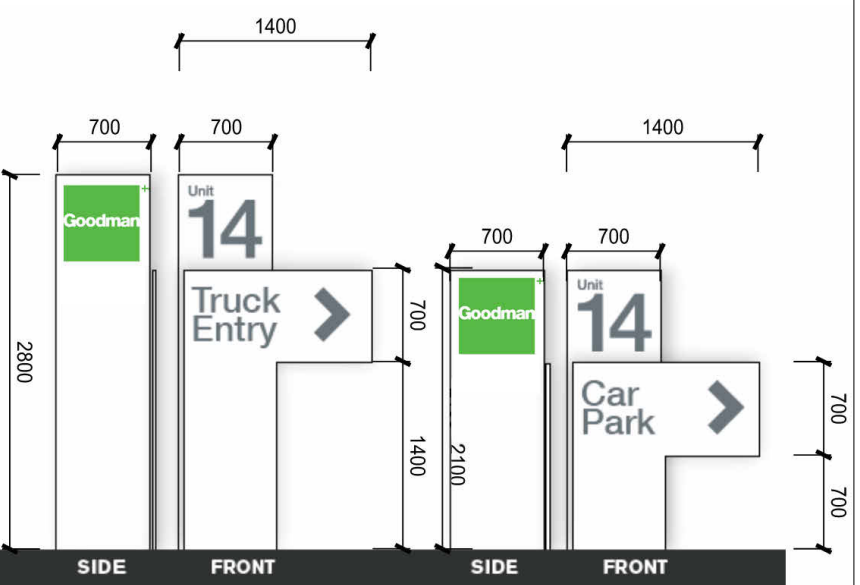 1400
700
700
1400
Goodman
+
Unit
14
Truck
Entry
700
2800
1400
700
700
Goodman
+
Unit
14
Car
Park
2100
700
700
SIDE
FRONT
SIDE
FRONT